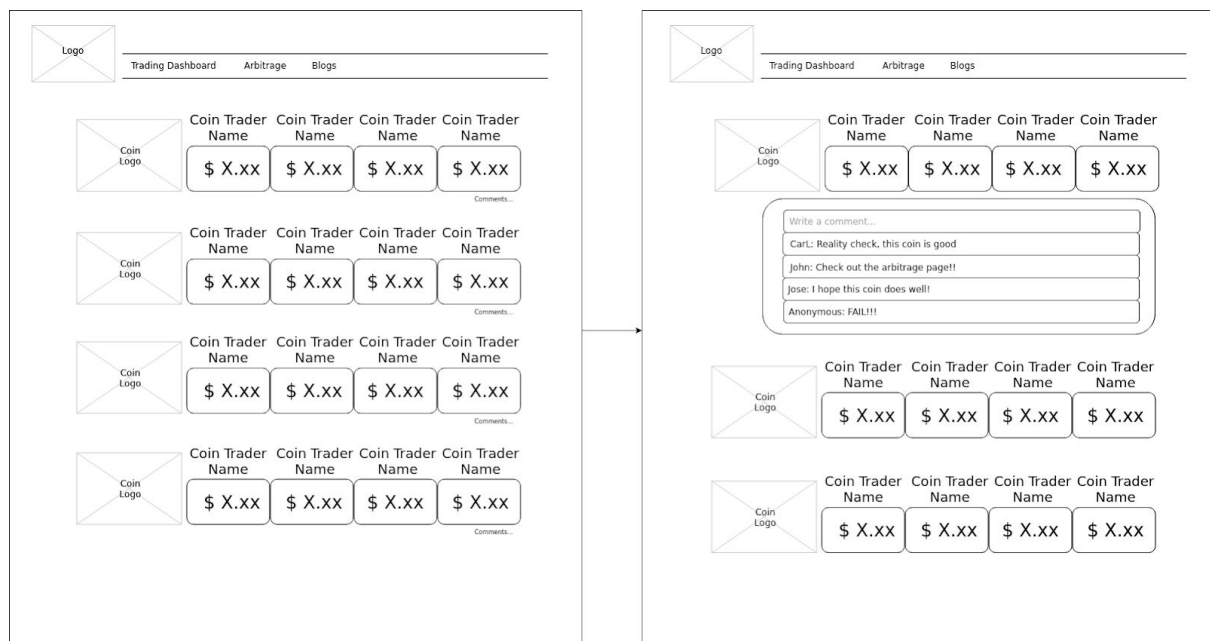 Logo
Trading Dashboard Arbitrage Blogs
Coin Trader Name Coin Trader Name Coin Trader Name Coin Trader Name
Coin
Logo
$ X.xx $ X.xx $ X.xx $ X.xx
Comments...
Coin Trader Name Coin Trader Name Coin Trader Name Coin Trader Name
Coin
Logo
$ X.xx $ X.xx $ X.xx $ X.xx
Comments...
Coin Trader Name Coin Trader Name Coin Trader Name Coin Trader Name
Coin
Logo
$ X.xx $ X.xx $ X.xx $ X.xx
Comments...
Coin Trader Name Coin Trader Name Coin Trader Name Coin Trader Name
Coin
Logo
$ X.xx $ X.xx $ X.xx $ X.xx
Comments...
Logo
Trading Dashboard Arbitrage Blogs
Coin Trader Name Coin Trader Name Coin Trader Name Coin Trader Name
Coin
Logo
$ X.xx $ X.xx $ X.xx $ X.xx
Write a comment...
CarL: Reality check, this coin is good
John: Check out the arbitrage page!!
Jose: I hope this coin does well!
Anonymous: FAIL!!!
Coin Trader Name Coin Trader Name Coin Trader Name Coin Trader Name
Coin
Logo
$ X.xx $ X.xx $ X.xx $ X.xx
Coin Trader Name Coin Trader Name Coin Trader Name Coin Trader Name
Coin
Logo
$ X.xx $ X.xx $ X.xx $ X.xx